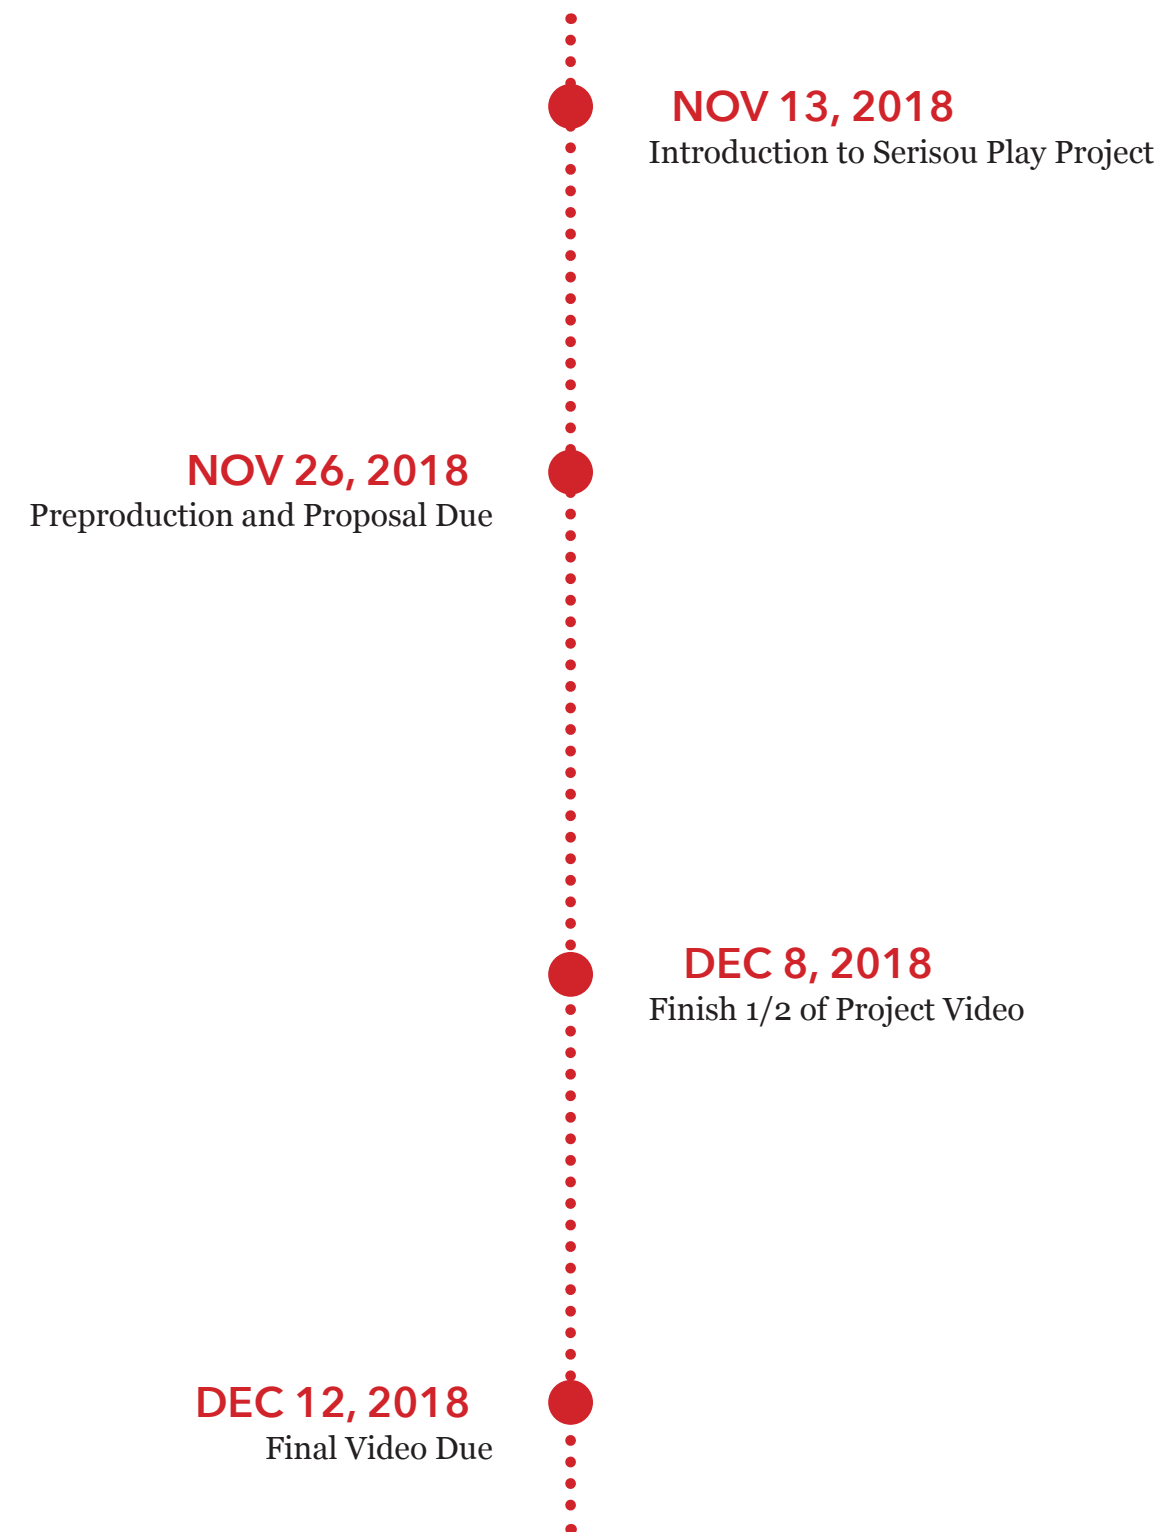 NOV 13, 2018
Introduction to Serisou Play Project
NOV 26, 2018
Preproduction and Proposal Due
DEC 8, 2018
Finish 1/2 of Project Video
DEC 12, 2018
Final Video Due